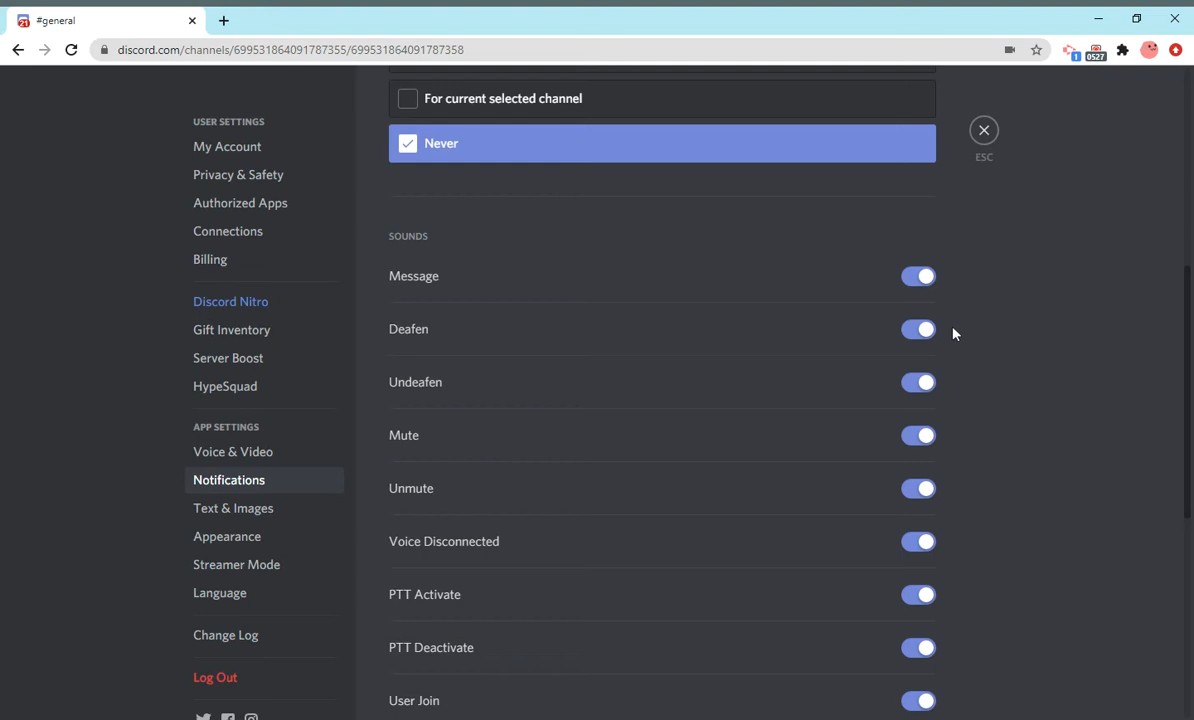 21
#general
discord.com/channels/699531864091787355/699531864091787358
1
0527
USER SETTINGS
My Account
Privacy & Safety
Authorized Apps
Connections
Billing
Discord Nitro
Gift Inventory
Server Boost
HypeSquad
APP SETTINGS
Voice & Video
Notifications
Text & Images
Appearance
Streamer Mode
Language
Change Log
Log Out
For current selected channel
Never
ESC
SOUNDS
Message
Deafen
Undeafen
Mute
Unmute
Voice Disconnected
PTT Activate
PTT Deactivate
User Join